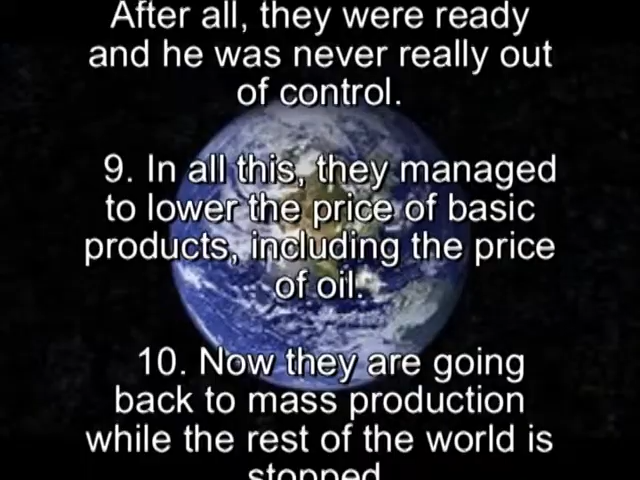 After all, they were ready
and he was never really out
of control.
9. In all this, they managed
to lower the price of basic
products, including the price
of oil.
10. Now they are going
back to mass production
while the rest of the world is
stopped